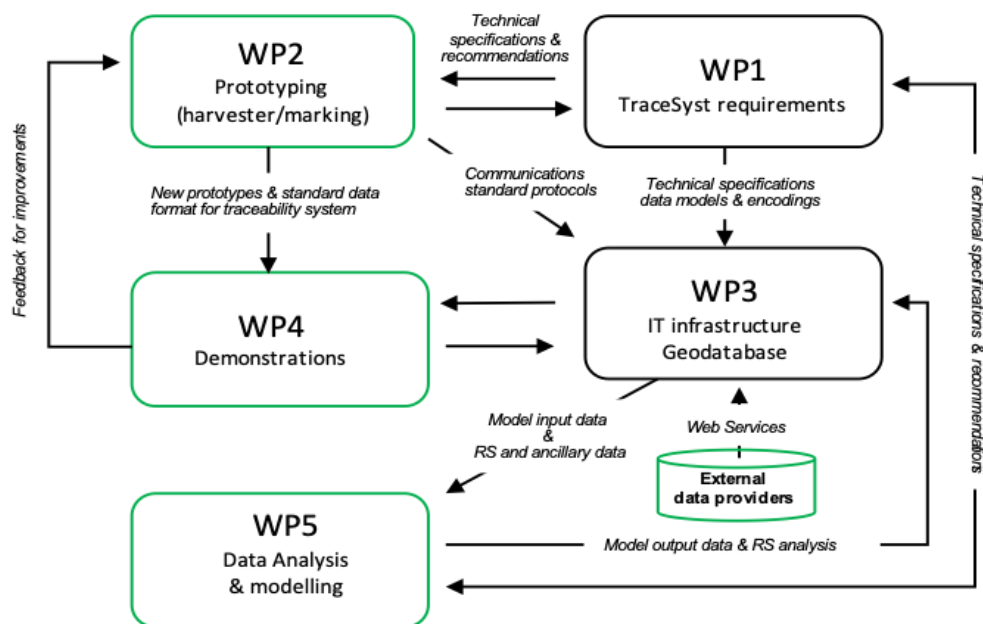 WP2
Prototyping
(harvester/marking)
Technical
specifications &
recommendations
WP1
TraceSyst requirements
Feedback for improvements
New prototypes & standard data
format for traceability system
Communications
standard protocols
Technical specifications
data models & encodings
Technical specifications & recommendations
WP4
Demonstrations
WP3
IT infrastructure
Geodatabase
Model input data
&
RS and ancillary data
Web Services
External
data providers
WP5
Data Analysis
& modelling
Model output data & RS analysis